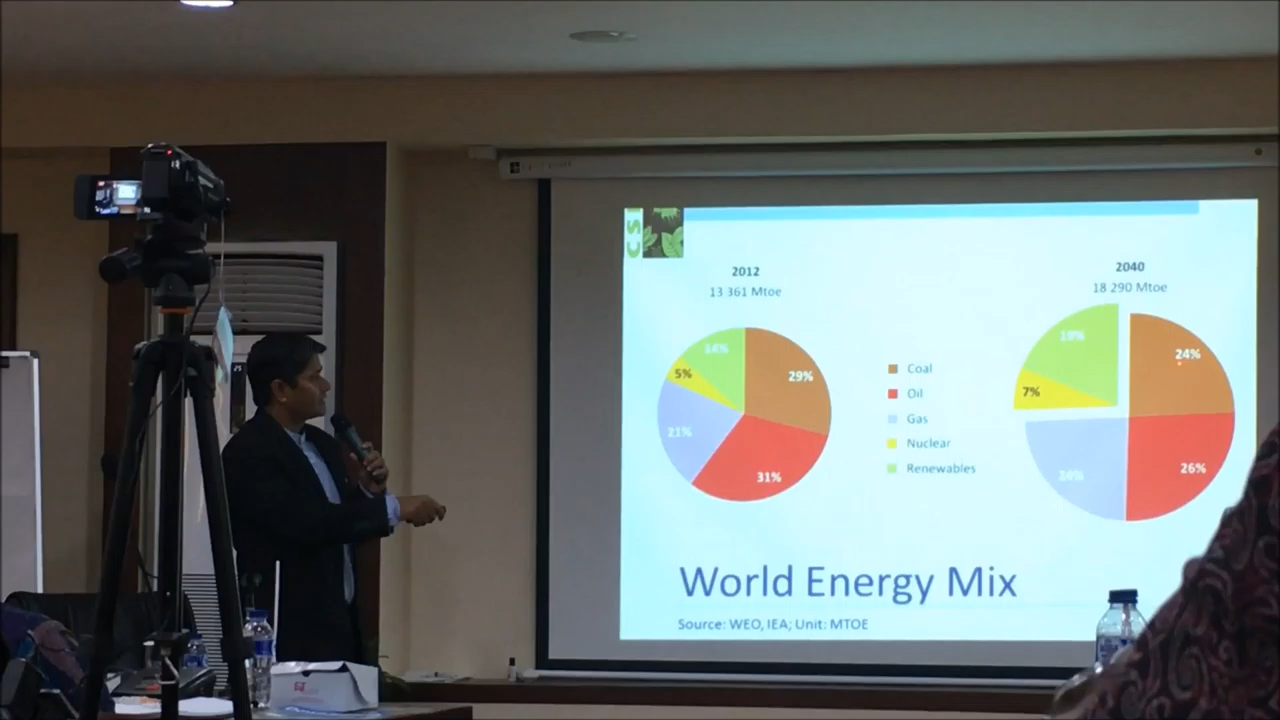 CSI
2012
13 361 Mtoe
14%
29%
5%
21%
31%
Coal
Oil
Gas
Nuclear
Renewables
2040
18 290 Mtoe
19%
24%
7%
24%
26%
World Energy Mix
Source: WEO, IEA; Unit: MTOE